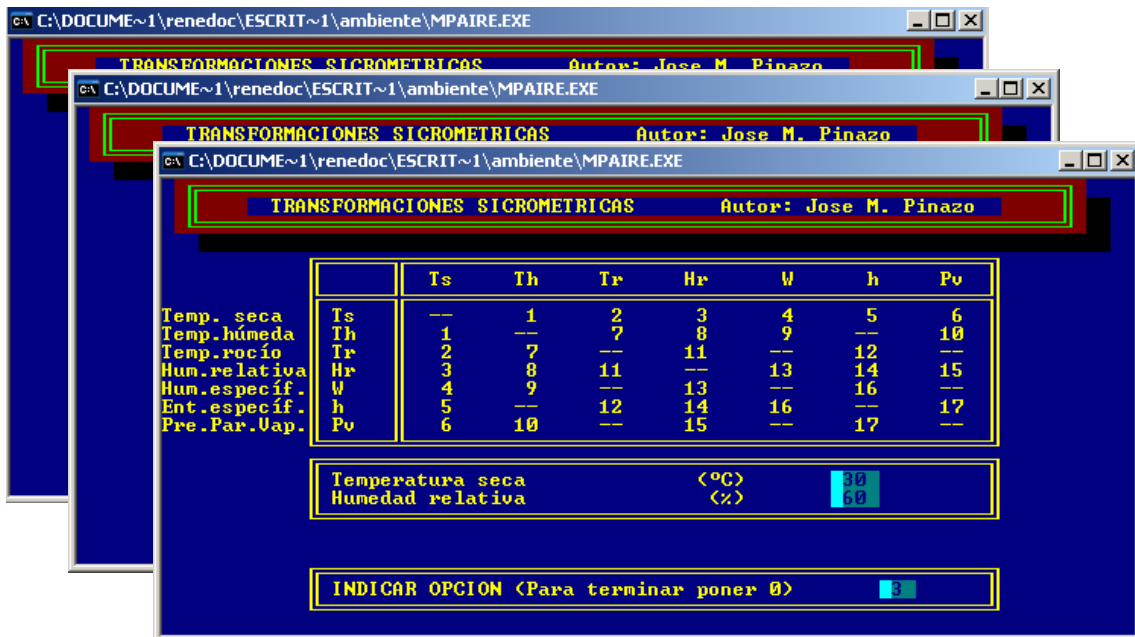 C:\DOCUME~1\renedoc\ESCRIT~1\ambiente\MPAIRE.EXE
TRANSFORMACIONES SICROMETRICAS Autor: Jose M. Pinazo
C:\DOCUME~1\renedoc\ESCRIT~1\ambiente\MPAIRE.EXE
TRANSFORMACIONES SICROMETRICAS Autor: Jose M. Pinazo
C:\DOCUME~1\renedoc\ESCRIT~1\ambiente\MPAIRE.EXE
TRANSFORMACIONES SICROMETRICAS Autor: Jose M. Pinazo
Ts Th Tr Hr W h Pv
Temp. seca Ts -- 1 2 3 4 5 6
Temp.húmeda Th 1 -- 7 8 9 -- 10
Temp.rocío Tr 2 7 -- 11 -- 12 --
Hum.relativa Hr 3 8 11 -- 13 14 15
Hum.específ. W 4 9 -- 13 -- 16 --
Ent.específ. h 5 -- 12 14 16 -- 17
Pre.Par.Vap. Pv 6 10 -- 15 -- 17 --
Temperatura seca (ºC) 30
Humedad relativa (%) 60
INDICAR OPCION (Para terminar poner 0) 3